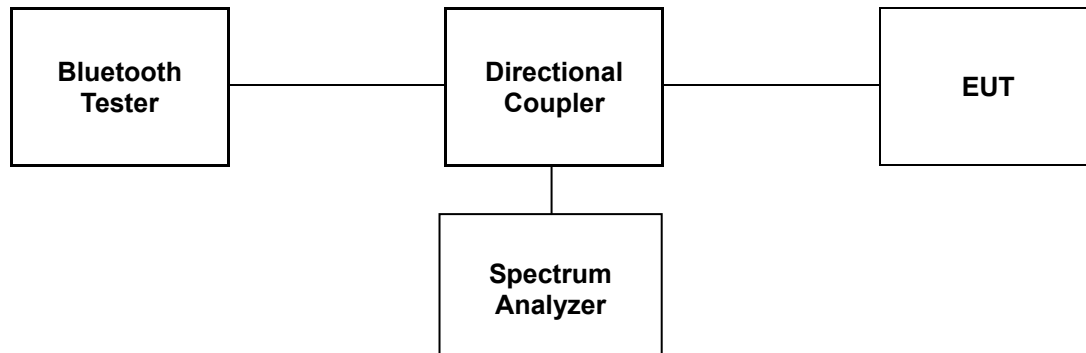 Bluetooth
Tester
Directional
Coupler
EUT
Spectrum
Analyzer